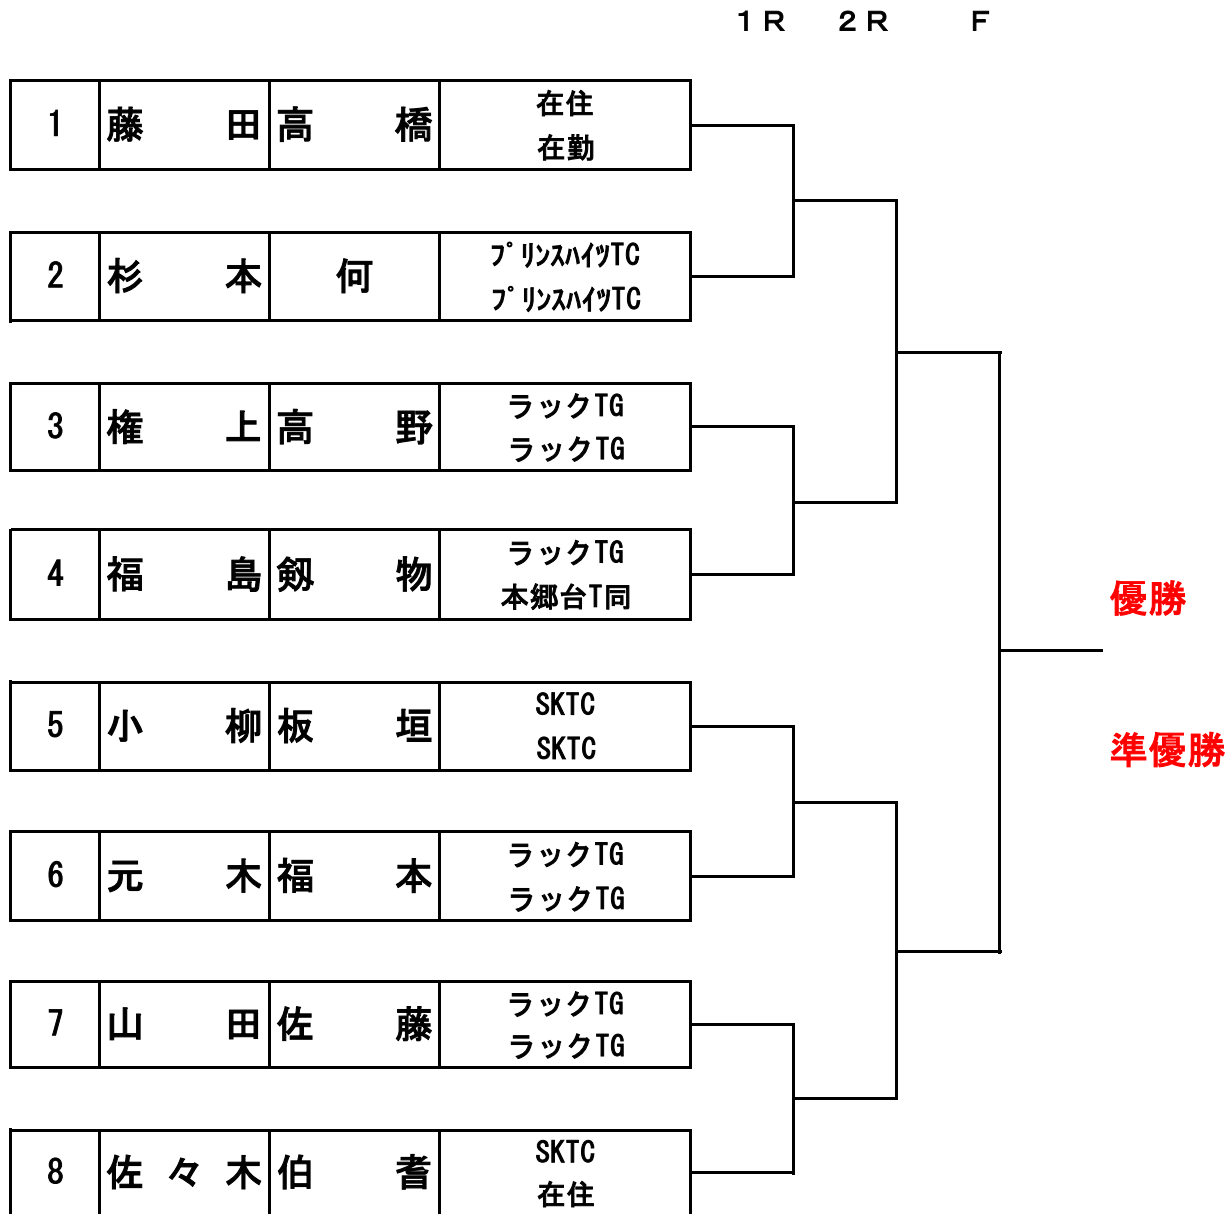 １Ｒ ２Ｒ Ｆ
在住
1 藤田 高橋
在勤
ﾌﾟﾘﾝｽﾊｲﾂTC
2 杉本 何
ﾌﾟﾘﾝｽﾊｲﾂTC
ラックTG
3 権上 高野
ラックTG
ラックTG
4 福島 剱物
本郷台T同
優勝
SKTC
5 小柳 板垣
SKTC
準優勝
ラックTG
6 元木 福本
ラックTG
ラックTG
7 山田 佐藤
ラックTG
SKTC
8 佐々木 伯耆
在住